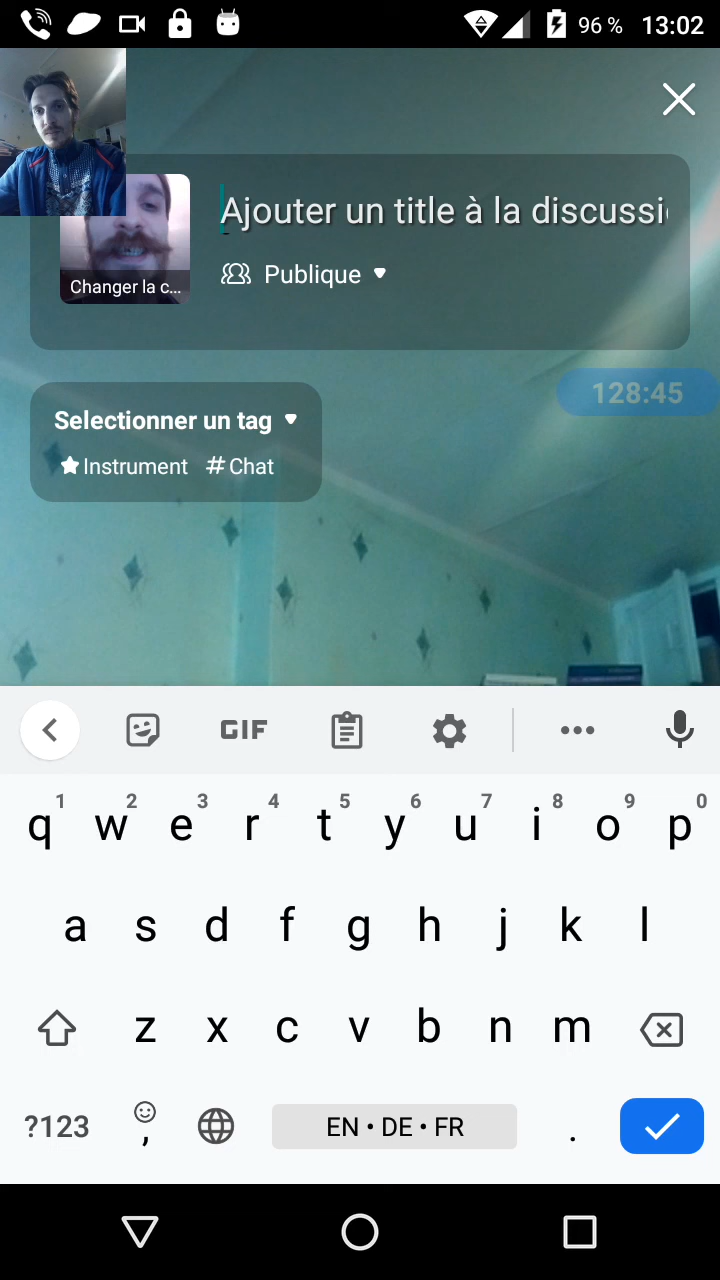 96 % 13:02
Ajouter un title à la discussi
Changer la c...
Publique
128:45
Selectionner un tag
Instrument # Chat
GIF
1 2 3 4 5 6 7 8 9 0
q w e r t y u i o p
a s d f g h j k l
z x c v b n m
?123 , EN • DE • FR .